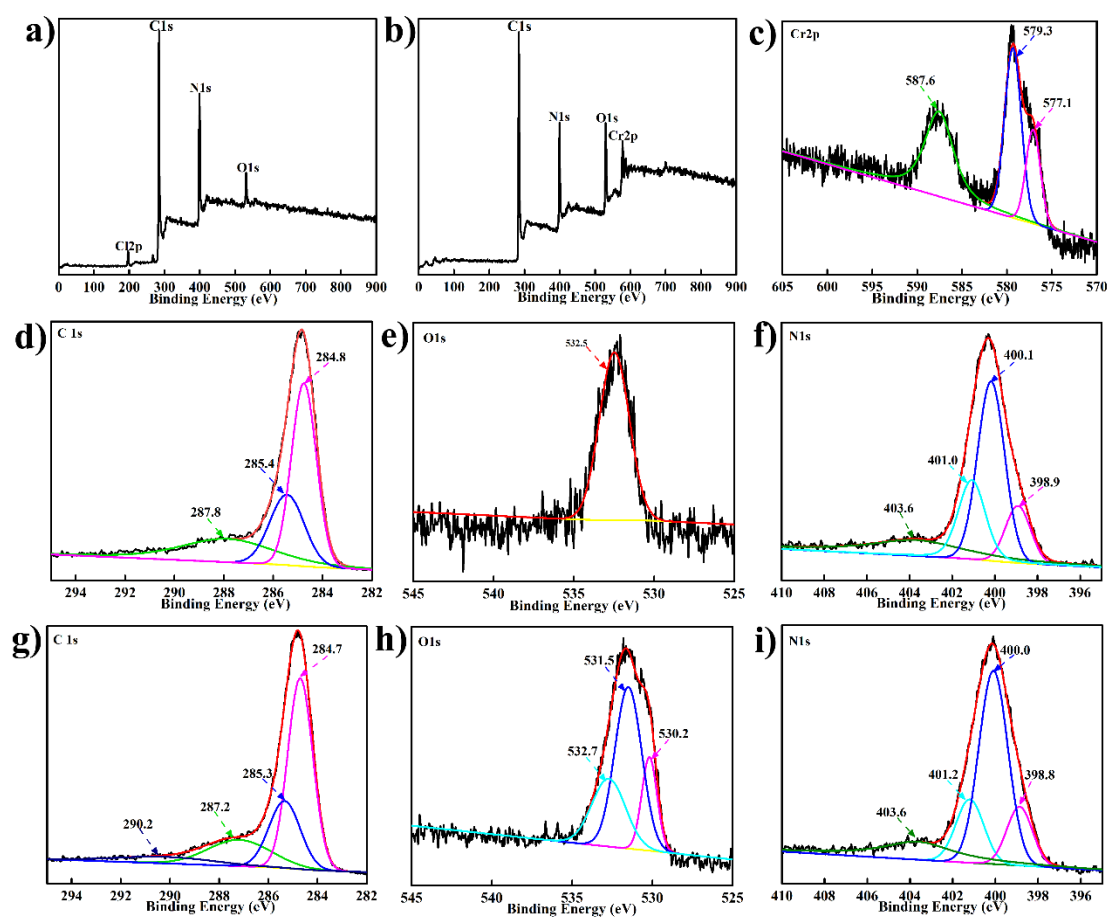 a)
C1s
N1s
O1s
Cl2p
0 100 200 300 400 500 600 700 800 900
Binding Energy (eV)
b)
C1s
N1s
O1s
Cr2p
0 100 200 300 400 500 600 700 800 900
Binding Energy (eV)
c)
Cr2p
579.3
587.6
577.1
605 600 595 590 585 580 575 570
Binding Energy (eV)
d)
C 1s
284.8
285.4
287.8
294 292 290 288 286 284 282
Binding Energy (eV)
e)
O1s
532.5
545 540 535 530 525
Binding Energy (eV)
f)
N1s
400.1
401.0
398.9
403.6
410 408 406 404 402 400 398 396
Binding Energy (eV)
g)
C 1s
284.7
285.3
287.2
290.2
294 292 290 288 286 284 282
Binding Energy (eV)
h)
O1s
531.5
530.2
532.7
545 540 535 530 525
Binding Energy (eV)
i)
N1s
400.0
401.2
398.8
403.6
410 408 406 404 402 400 398 396
Binding Energy (eV)